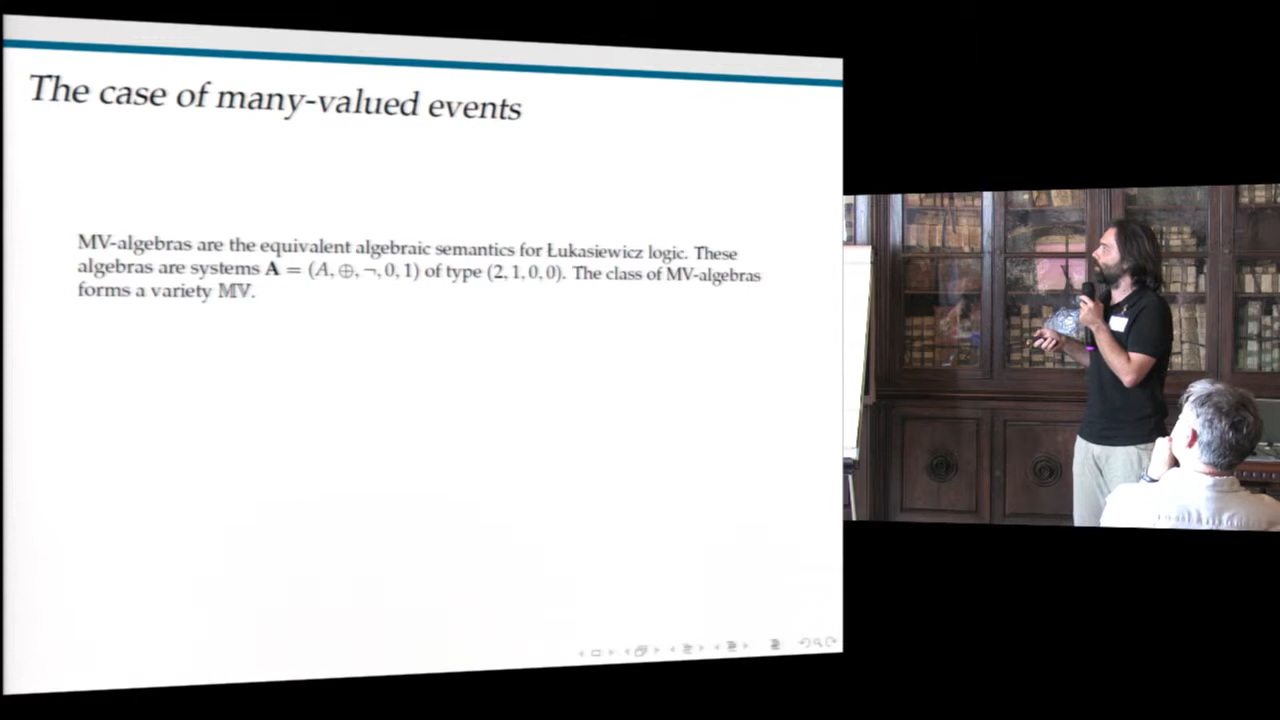 The case of many-valued events
MV-algebras are the equivalent algebraic semantics for Łukasiewicz logic. These
algebras are systems A = (A, ⊕, ¬, 0, 1) of type (2, 1, 0, 0). The class of MV-algebras
forms a variety 𝕄𝕍.